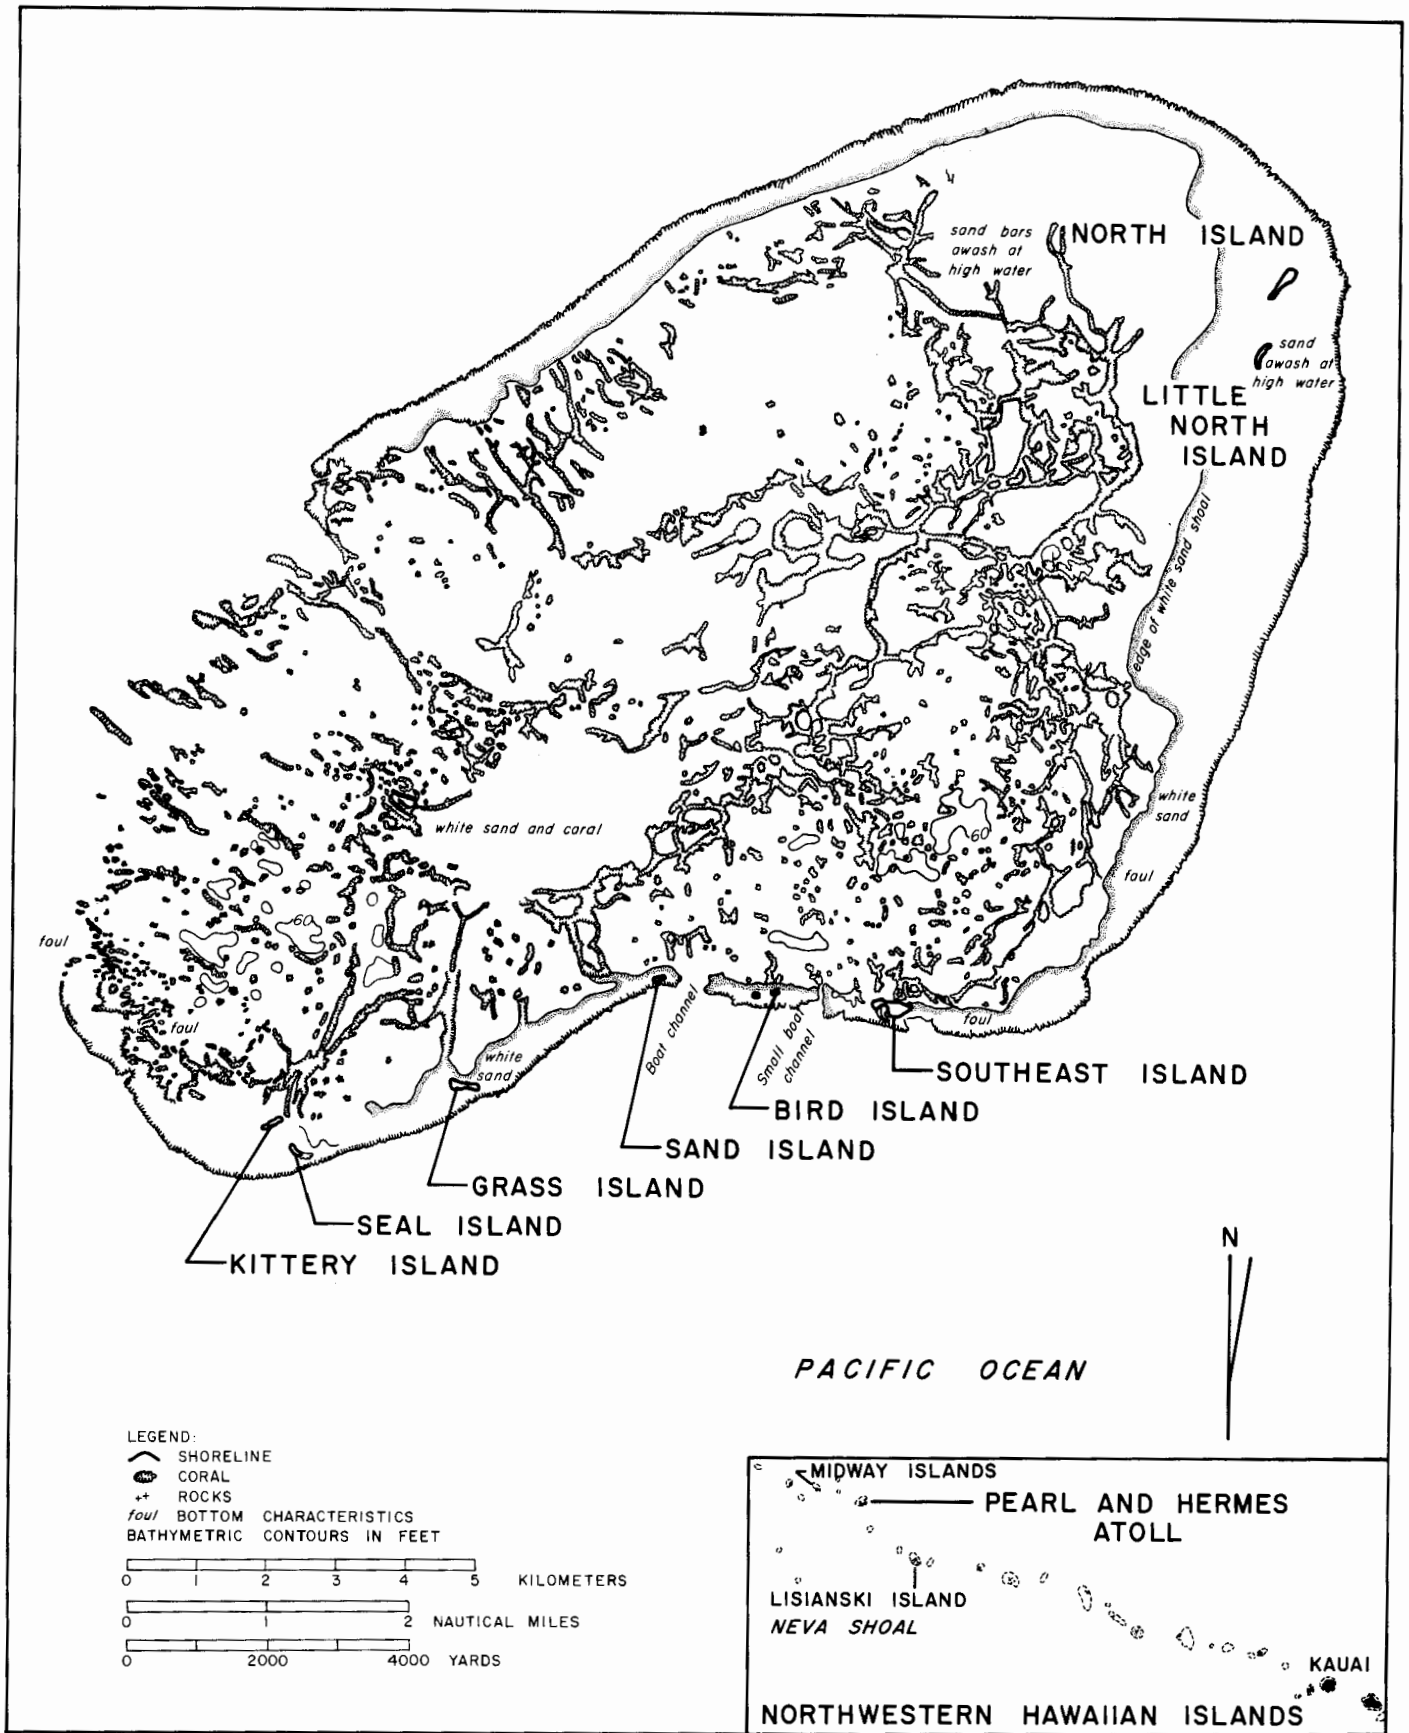 sand bars
awash at
high water
NORTH ISLAND
sand
awash at
high water
LITTLE
NORTH
ISLAND
edge of white sand shoal
white sand and coral
60
white
sand
foul
60
foul
foul
white
sand
Boat channel
Small boat
channel
foul
SOUTHEAST ISLAND
BIRD ISLAND
SAND ISLAND
GRASS ISLAND
SEAL ISLAND
KITTERY ISLAND
N
PACIFIC OCEAN
LEGEND:
SHORELINE
CORAL
++ ROCKS
foul BOTTOM CHARACTERISTICS
BATHYMETRIC CONTOURS IN FEET
0 1 2 3 4 5 KILOMETERS
0 1 2 NAUTICAL MILES
0 2000 4000 YARDS
MIDWAY ISLANDS
PEARL AND HERMES
ATOLL
LISIANSKI ISLAND
NEVA SHOAL
KAUAI
NORTHWESTERN HAWAIIAN ISLANDS